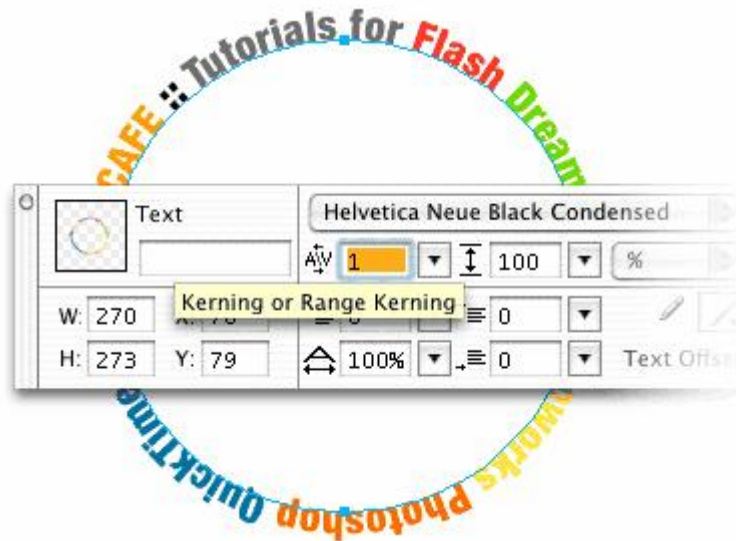 CAFE :: Tutorials for Flash Dream
Text
Helvetica Neue Black Condensed
AV 1
100
%
Kerning or Range Kerning
W: 270
0
H: 273
Y: 79
100%
0
Text Offs
works Photoshop QuickTime